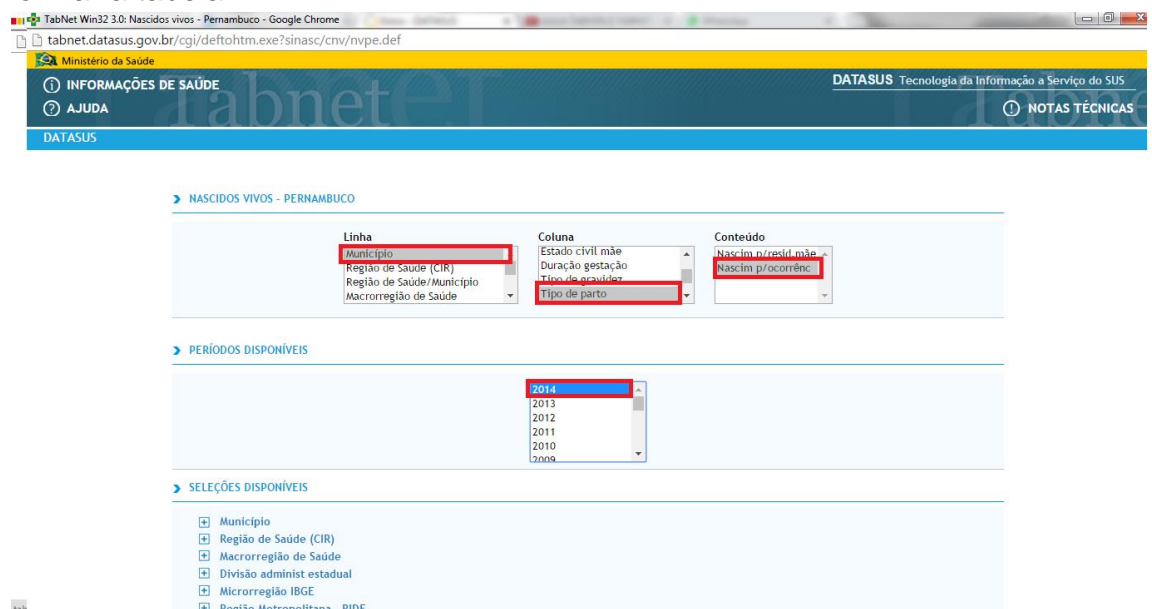 TabNet Win32 3.0: Nascidos vivos - Pernambuco - Google Chrome
tabnet.datasus.gov.br/cgi/deftohtm.exe?sinasc/cnv/nvpe.def
Ministério da Saúde
INFORMAÇÕES DE SAÚDE
DATASUS Tecnologia da Informação a Serviço do SUS
AJUDA
NOTAS TÉCNICAS
DATASUS
NASCIDOS VIVOS - PERNAMBUCO
Linha Coluna Conteúdo
Município Estado civil mãe Nascim p/resid.mãe
Região de Saúde (CIR) Duração gestação Nascim p/ocorrênc
Região de Saúde/Município Tipo de gravidez
Macrorregião de Saúde Tipo de parto
PERÍODOS DISPONÍVEIS
2014
2013
2012
2011
2010
2009
SELEÇÕES DISPONÍVEIS
Município
Região de Saúde (CIR)
Macrorregião de Saúde
Divisão administ estadual
Microrregião IBGE
Região Metropolitana - RIDE